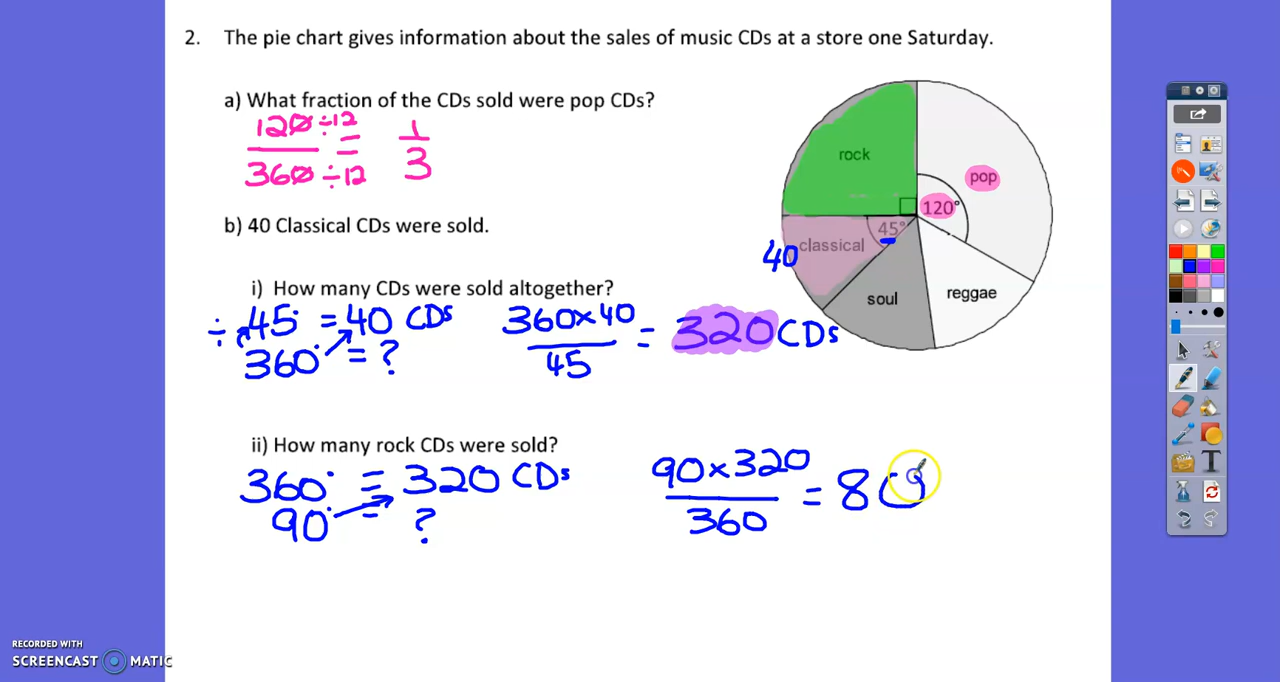 2. The pie chart gives information about the sales of music CDs at a store one Saturday.
a) What fraction of the CDs sold were pop CDs?
120 ÷12 = 1
360 ÷12 3
b) 40 Classical CDs were sold.
i) How many CDs were sold altogether?
÷ 45° = 40 CDs 360×40 = 320 CDs
360° = ? 45
ii) How many rock CDs were sold?
360° = 320 CDs 90×320 = 80
90° = ? 360
rock
pop
120°
45°
40 classical
soul
reggae
T
RECORDED WITH
SCREENCAST MATIC